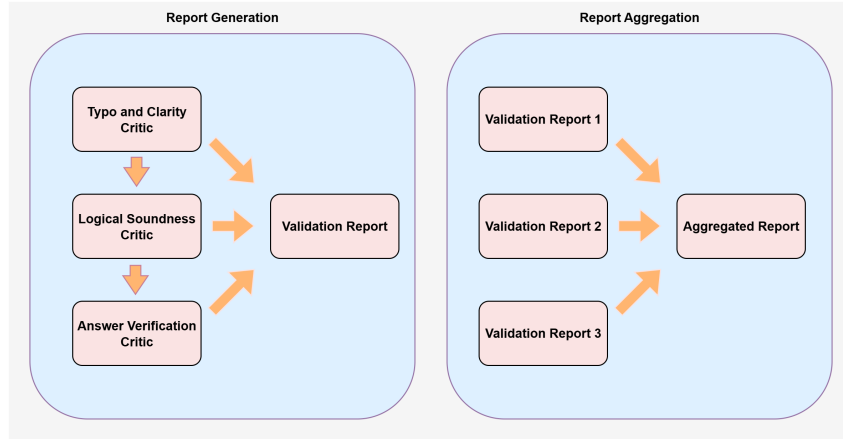 Report Generation
Typo and Clarity
Critic
Logical Soundness
Critic
Answer Verification
Critic
Validation Report
Report Aggregation
Validation Report 1
Validation Report 2
Validation Report 3
Aggregated Report